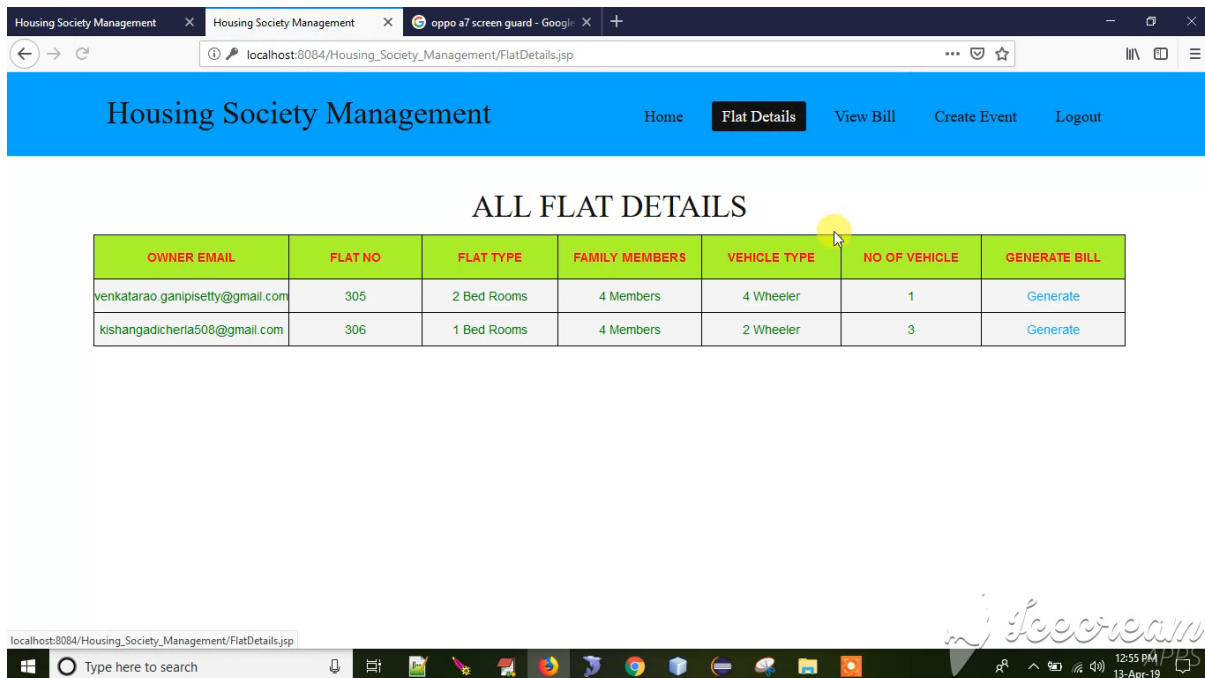 Housing Society Management
Housing Society Management
oppo a7 screen guard - Google
localhost:8084/Housing_Society_Management/FlatDetails.jsp
Housing Society Management Home Flat Details View Bill Create Event Logout
ALL FLAT DETAILS
OWNER EMAIL FLAT NO FLAT TYPE FAMILY MEMBERS VEHICLE TYPE NO OF VEHICLE GENERATE BILL
venkatarao.ganipisetty@gmail.com 305 2 Bed Rooms 4 Members 4 Wheeler 1 Generate
kishangadicherla508@gmail.com 306 1 Bed Rooms 4 Members 2 Wheeler 3 Generate
Icecream
APPS
localhost:8084/Housing_Society_Management/FlatDetails.jsp
Type here to search
12:55 PM
13-Apr-19